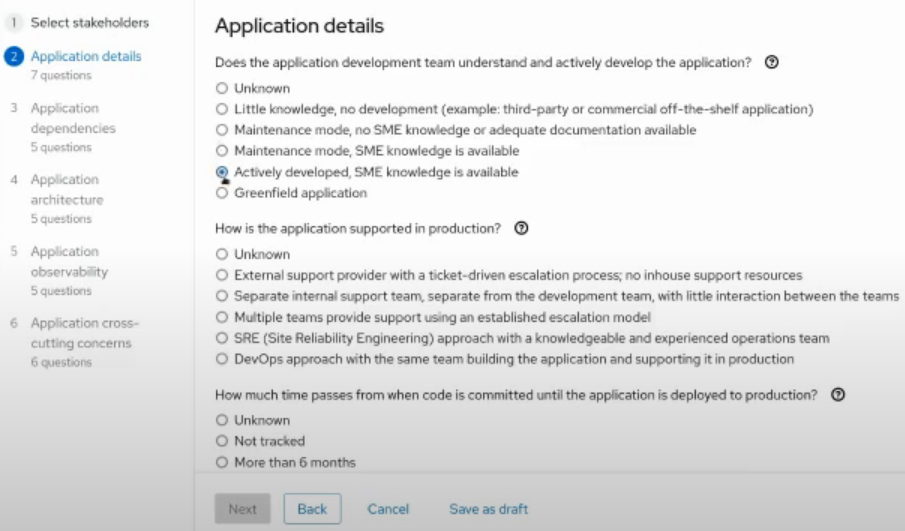 1 Select stakeholders
2 Application details
7 questions
3 Application
dependencies
5 questions
4 Application
architecture
5 questions
5 Application
observability
5 questions
6 Application cross-
cutting concerns
6 questions
Application details
Does the application development team understand and actively develop the application?
Unknown
Little knowledge, no development (example: third-party or commercial off-the-shelf application)
Maintenance mode, no SME knowledge or adequate documentation available
Maintenance mode, SME knowledge is available
Actively developed, SME knowledge is available
Greenfield application
How is the application supported in production?
Unknown
External support provider with a ticket-driven escalation process; no inhouse support resources
Separate internal support team, separate from the development team, with little interaction between the teams
Multiple teams provide support using an established escalation model
SRE (Site Reliability Engineering) approach with a knowledgeable and experienced operations team
DevOps approach with the same team building the application and supporting it in production
How much time passes from when code is committed until the application is deployed to production?
Unknown
Not tracked
More than 6 months
Next Back Cancel Save as draft